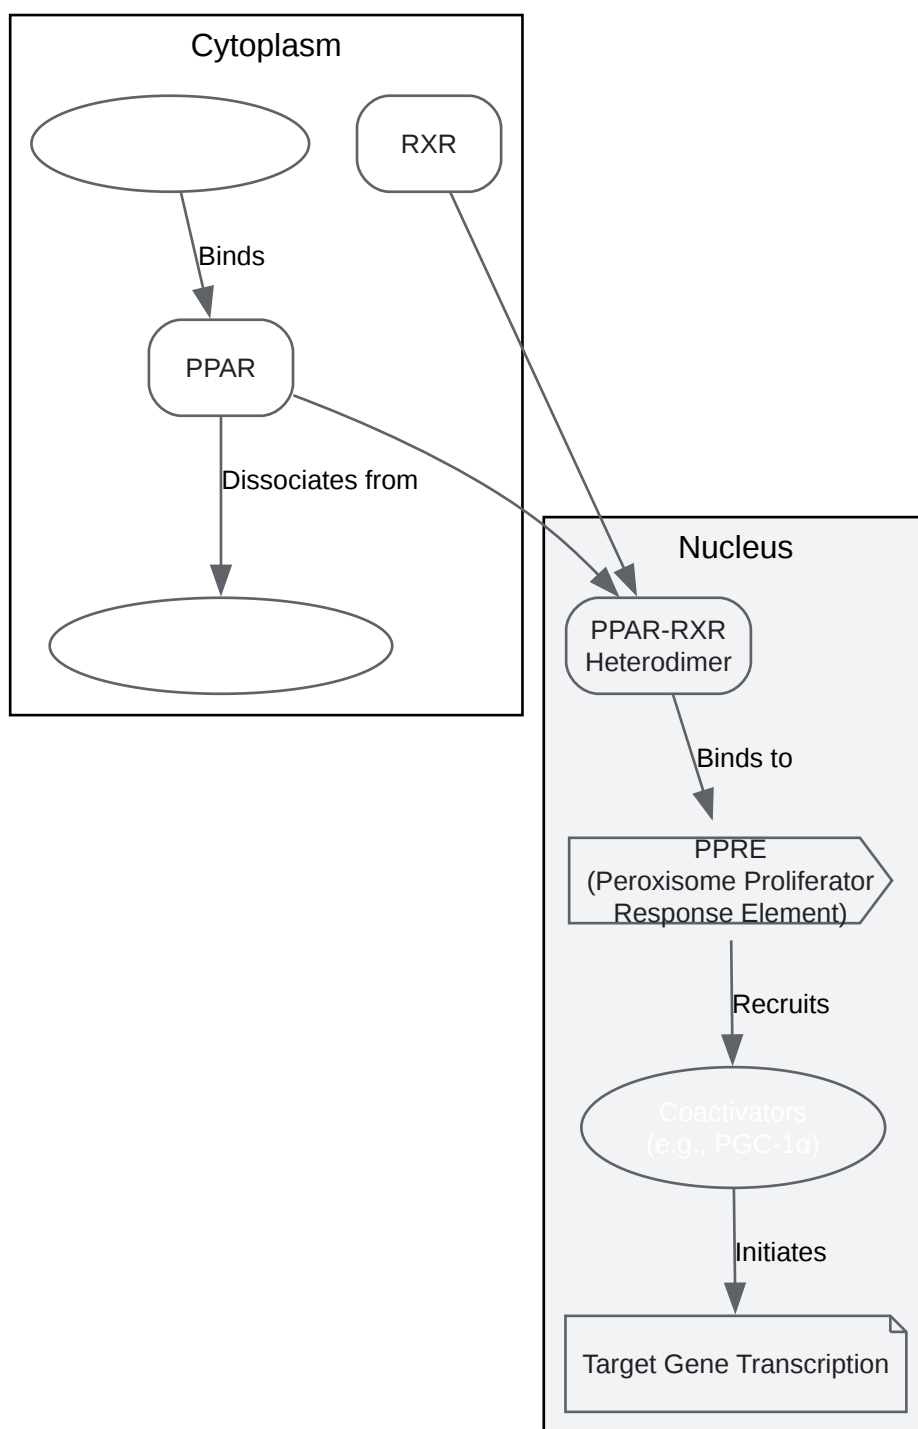 Cytoplasm
RXR
Binds
PPAR
Dissociates from
Nucleus
PPAR-RXR
Heterodimer
Binds to
PPRE
(Peroxisome Proliferator
Response Element)
Recruits
Coactivators
(e.g., PGC-1α)
Initiates
Target Gene Transcription